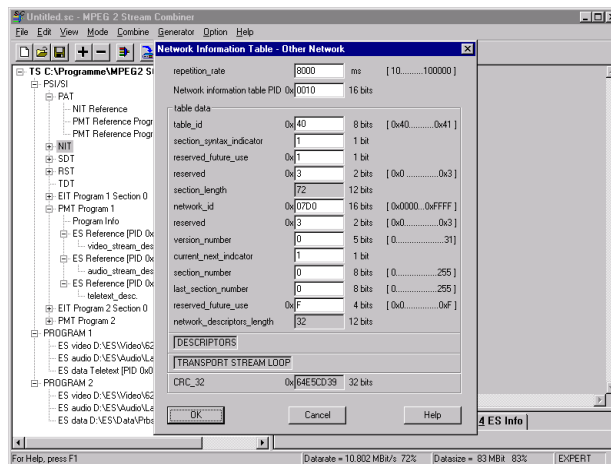 Untitled.sc - MPEG 2 Stream Combiner
File Edit View Mode Combine Generator Option Help
Network Information Table - Other Network
TS C:\Programme\MPEG2 S
PSI/SI
PAT
NIT Reference
PMT Reference Progr
PMT Reference Progr
NIT
SDT
RST
TDT
EIT Program 1 Section 0
PMT Program 1
Program Info
ES Reference [PID 0x
video_stream_des
ES Reference [PID 0x
audio_stream_des
ES Reference [PID 0x
teletext_desc.
EIT Program 2 Section 0
PMT Program 2
PROGRAM 1
ES video D:\ES\Video\62
ES audio D:\ES\Audio\La
ES data Teletext [PID 0x0
PROGRAM 2
ES video D:\ES\Video\62
ES audio D:\ES\Audio\La
ES data D:\ES\Data\Prbs
repetition_rate 8000 ms [ 10..........100000 ]
Network information table PID 0x 0010 16 bits
table data
table_id 0x 40 8 bits [ 0x40...........0x41 ]
section_syntax_indicator 1 1 bit
reserved_future_use 0x 1 1 bit
reserved 0x 3 2 bits [ 0x0 ............0x3 ]
section_length 72 12 bits
network_id 0x 07D0 16 bits [ 0x0000...0xFFFF ]
reserved 0x 3 2 bits [ 0x0.............0x3 ]
version_number 0 5 bits [ 0....................31]
current_next_indcator 1 1 bit
section_number 0 8 bits [ 0..................255 ]
last_section_number 0 8 bits [ 0..................255 ]
reserved_future_use 0x F 4 bits [ 0x0............0xF ]
network_descriptors_length 32 12 bits
DESCRIPTORS
TRANSPORT STREAM LOOP
CRC_32 0x 64E5CD39 32 bits
OK Cancel Help
4 ES Info
For Help, press F1 Datarate = 10.802 MBit/s 72% Datasize = 83 MBit 83% EXPERT